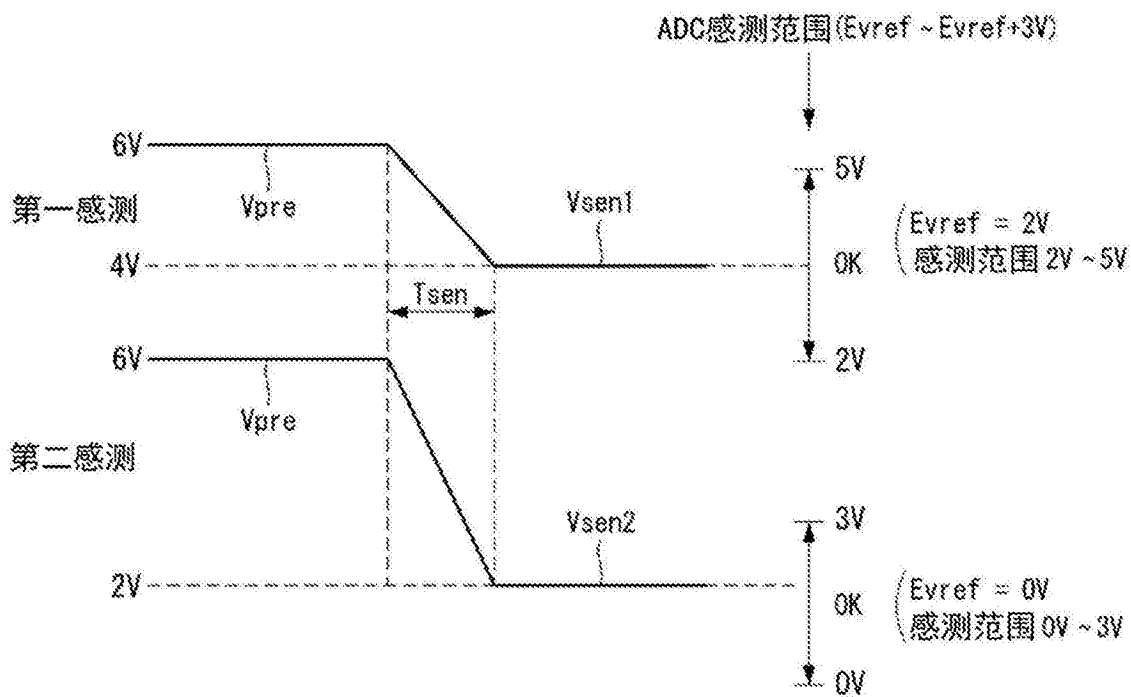 ADC感测范围(Evref ~ Evref+3V)
6V
5V
第一感测
Vpre
Vsen1
Evref = 2V
感测范围 2V ~ 5V
4V
OK
Tsen
6V
2V
Vpre
第二感测
Vsen2
3V
2V
OK
Evref = 0V
感测范围 0V ~ 3V
0V